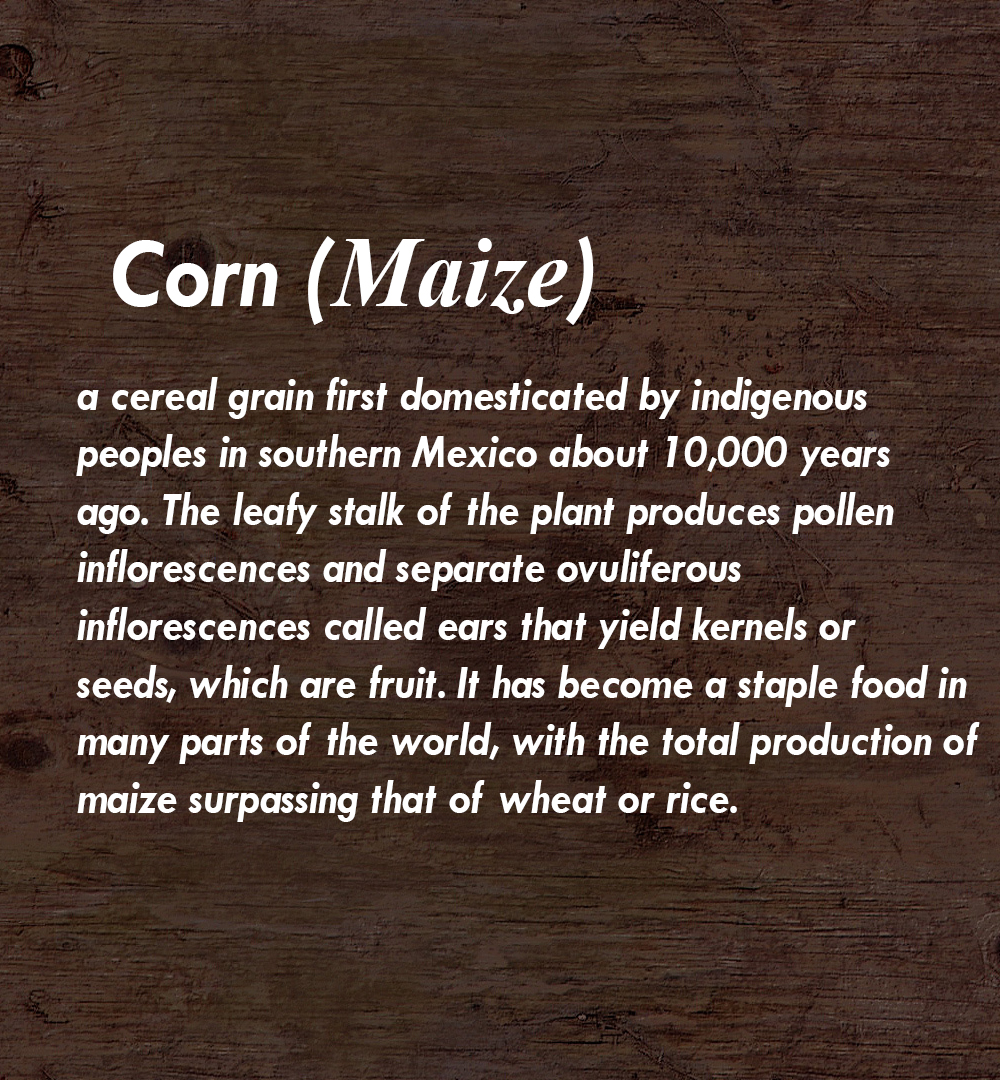 Corn (Maize)
a cereal grain first domesticated by indigenous
peoples in southern Mexico about 10,000 years
ago. The leafy stalk of the plant produces pollen
inflorescences and separate ovuliferous
inflorescences called ears that yield kernels or
seeds, which are fruit. It has become a staple food in
many parts of the world, with the total production of
maize surpassing that of wheat or rice.